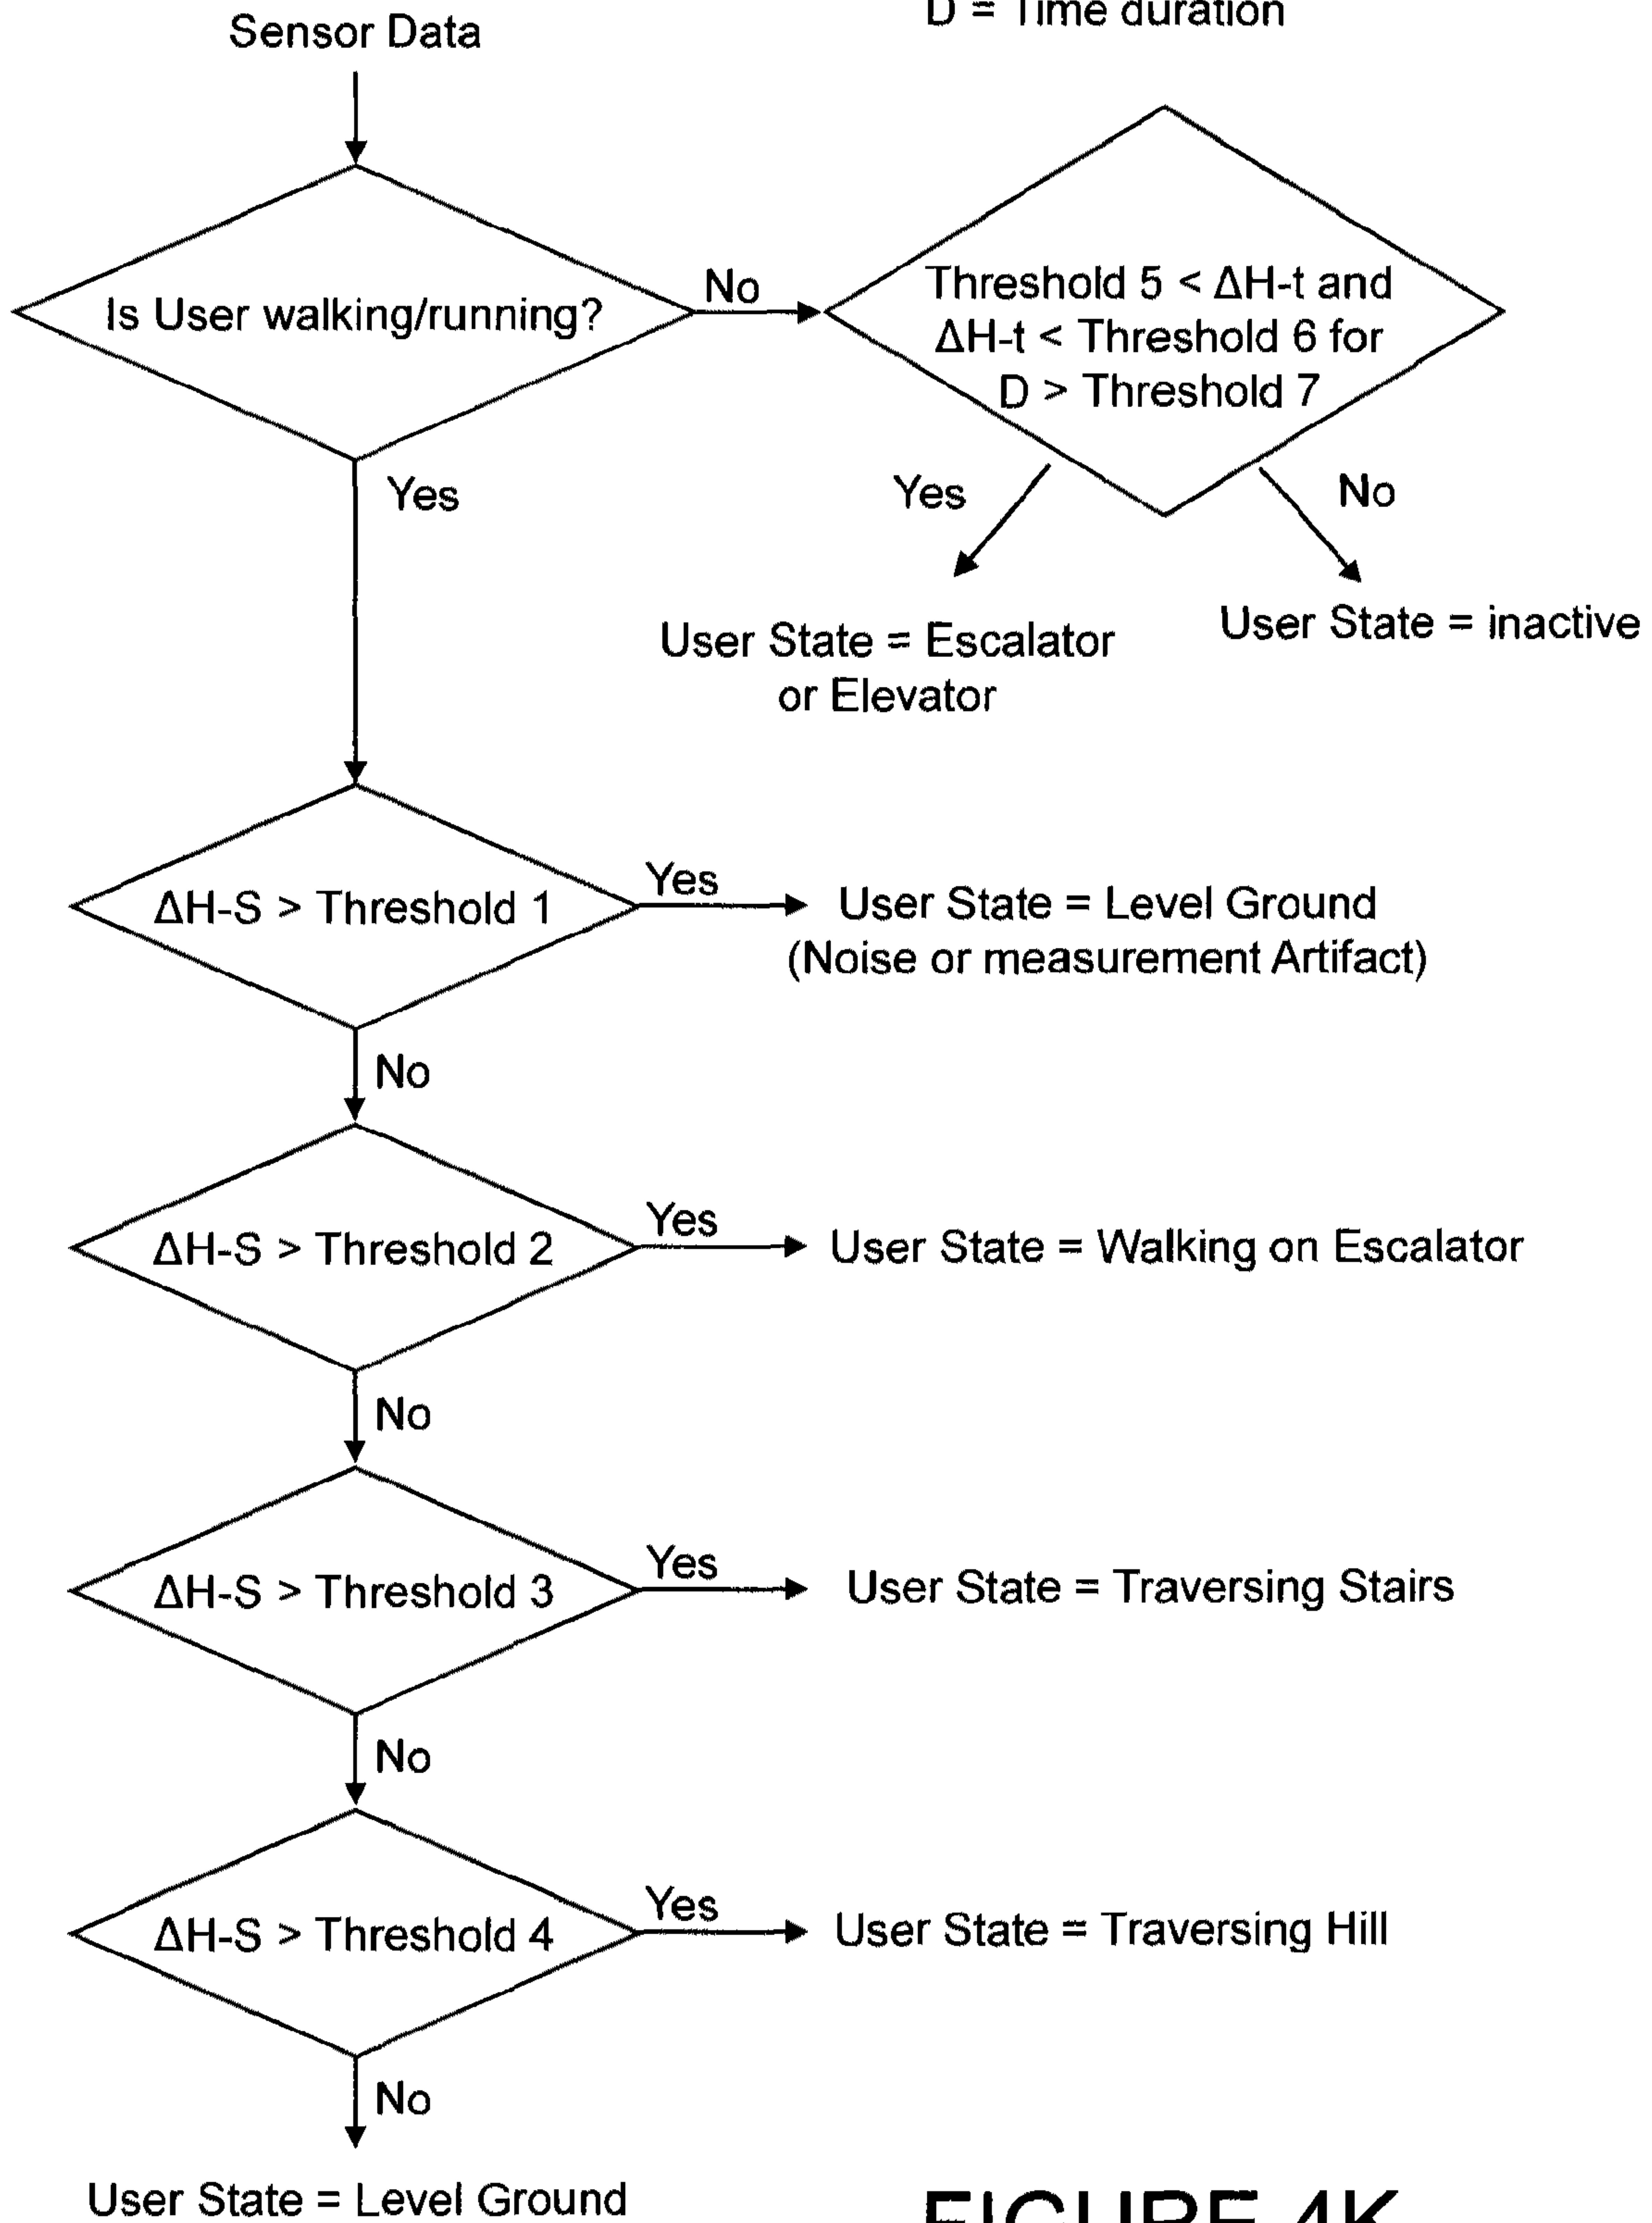 D = Time duration
Sensor Data
Is User walking/running?
No
Threshold 5 < ΔH-t and
ΔH-t < Threshold 6 for
D > Threshold 7
Yes
Yes
No
User State = Escalator
or Elevator
User State = inactive
ΔH-S > Threshold 1
Yes
User State = Level Ground
(Noise or measurement Artifact)
No
ΔH-S > Threshold 2
Yes
User State = Walking on Escalator
No
ΔH-S > Threshold 3
Yes
User State = Traversing Stairs
No
ΔH-S > Threshold 4
Yes
User State = Traversing Hill
No
User State = Level Ground
FIGURE 4K